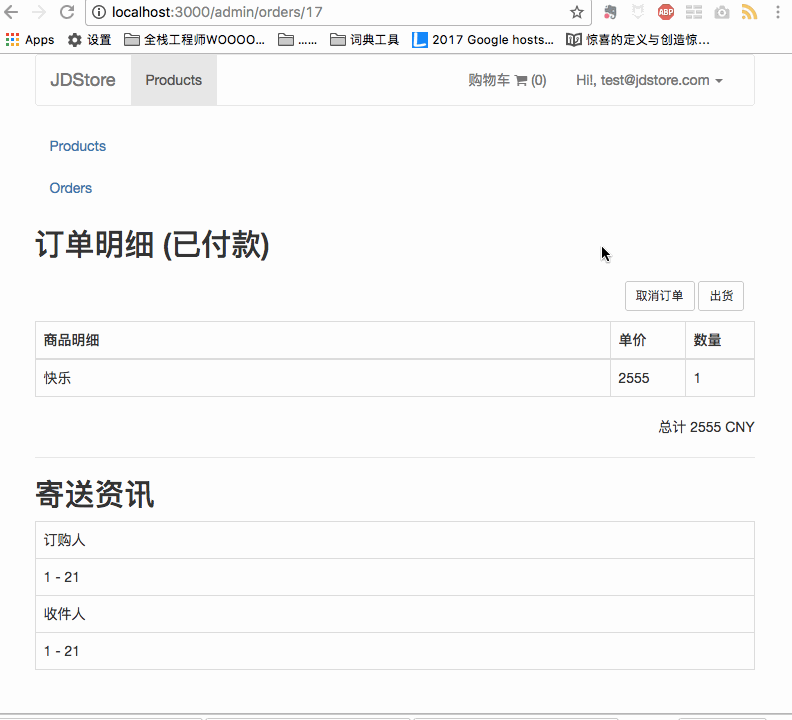 localhost:3000/admin/orders/17
ABP
Apps 设置 全栈工程师WOOOO... ...... 词典工具 2017 Google hosts... 惊喜的定义与创造惊...
JDStore Products 购物车 (0) Hi!, test@jdstore.com
Products
Orders
订单明细 (已付款)
取消订单 出货
商品明细 单价 数量
快乐 2555 1
总计 2555 CNY
寄送资讯
订购人
1 - 21
收件人
1 - 21